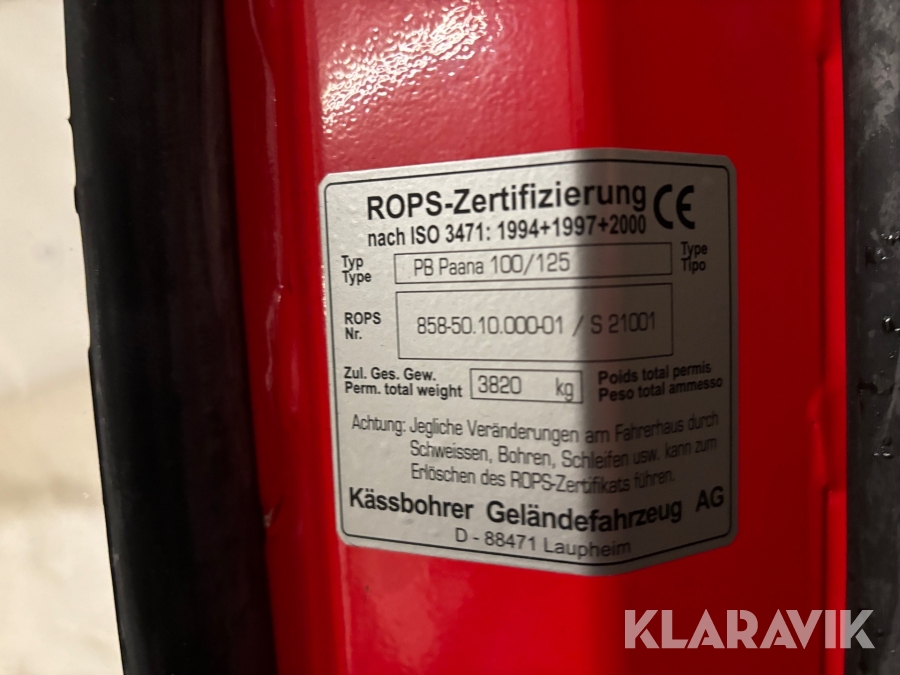 ROPS-Zertifizierung CE
nach ISO 3471: 1994+1997+2000
Typ
Type
PB Paana 100/125
Type
Tipo
ROPS
Nr.
858-50.10.000-01 / S 21001
Zul. Ges. Gew.
Perm. total weight
3820 kg
Poids total permis
Peso total ammesso
Achtung: Jegliche Veränderungen am Fahrerhaus durch
Schweissen, Bohren, Schleifen usw. kann zum
Erlöschen des ROPS-Zertifikats führen.
Kässbohrer Geländefahrzeug AG
D - 88471 Laupheim
KLARAVIK